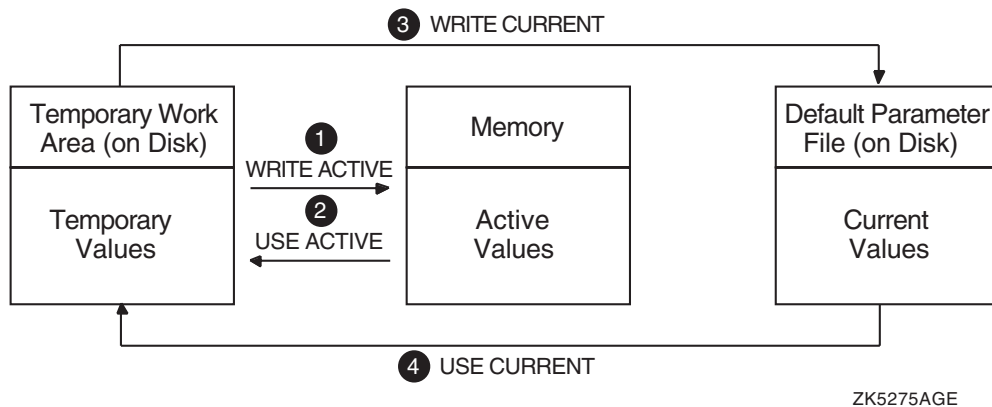 3 WRITE CURRENT
Temporary Work
Area (on Disk)
Temporary
Values
1
WRITE ACTIVE
2
USE ACTIVE
Memory
Active
Values
Default Parameter
File (on Disk)
Current
Values
4 USE CURRENT
ZK5275AGE